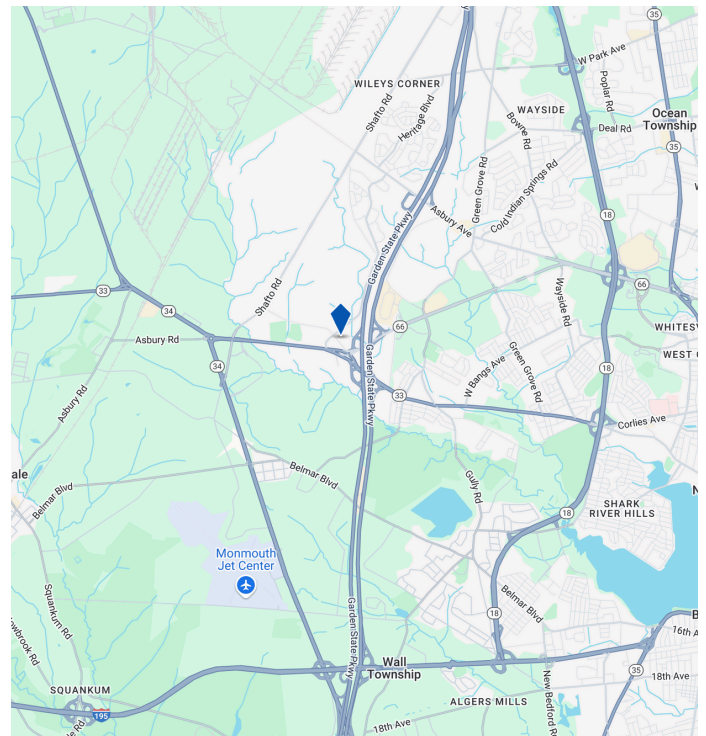 35
W Park Ave
WILEYS CORNER
Shafto Rd
Heritage Blvd
WAYSIDE
Poplar Rd
Bowne Rd
Deal Rd
Ocean
Township
35
Green Grove Rd
Cold Indian Springs Rd
Asbury Ave
18
Garden State Pkwy
66
33
34
Shafto Rd
Wayside Rd
Asbury Rd
66
WHITESV
WEST
34
Garden State Pkwy
W Bangs Ave
Green Grove Rd
18
Asbury Rd
33
Corlies Ave
ale
Belmar Blvd
Belmar Blvd
Gully Rd
SHARK
RIVER HILLS
N
18
Monmouth
Jet Center
Squankum Rd
owbrook Rd
Garden State Pkwy
Belmar Blvd
18
B
16th A
Wall
Township
35
18th Ave
SQUANKUM
195
le Rd
New Bedford R
ALGERS MILLS
18th Ave